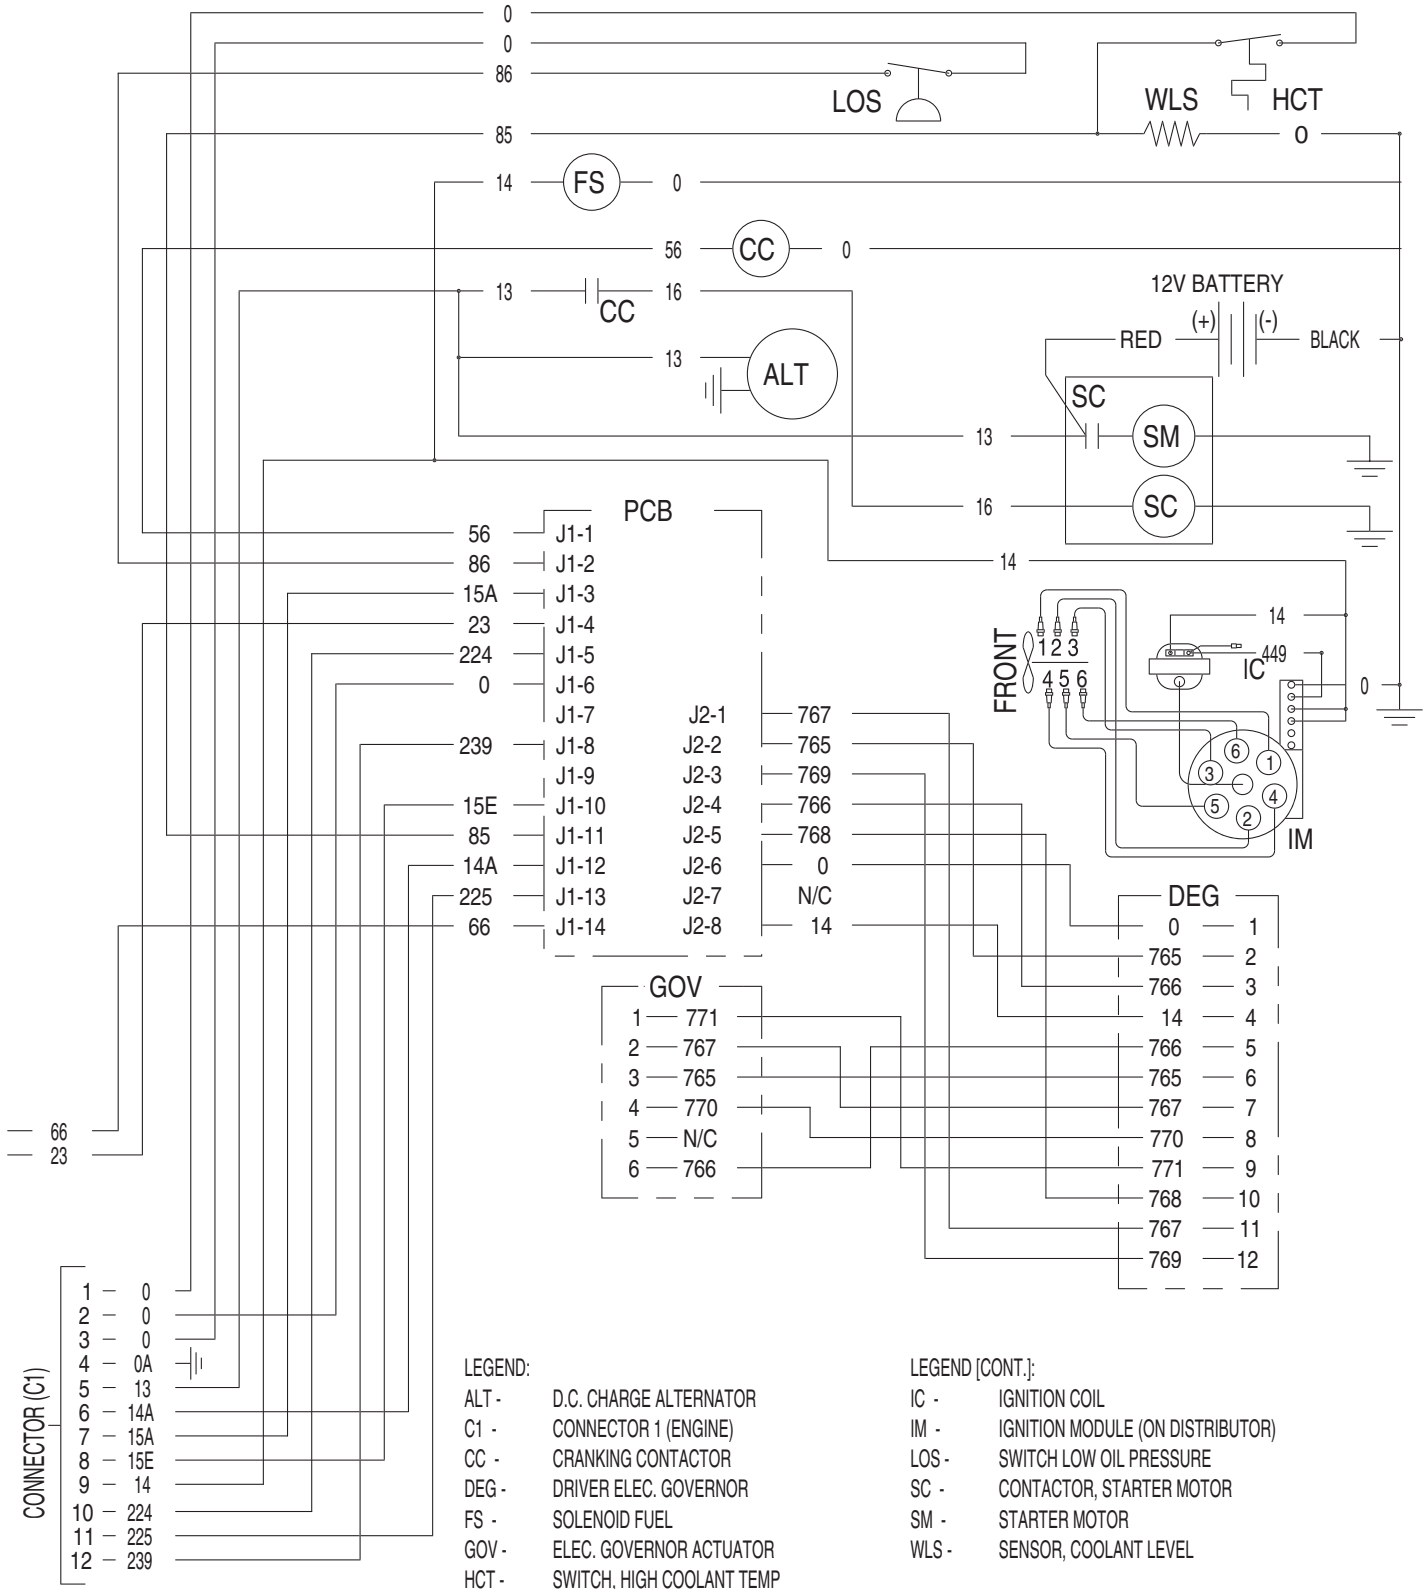 0
0
86
LOS
WLS
HCT
85
0
14
FS
0
56
CC
0
13
CC
16
12V BATTERY
RED
(+)
(-)
BLACK
13
ALT
SC
13
SM
16
SC
PCB
56
J1-1
86
J1-2
14
15A
J1-3
23
J1-4
224
J1-5
0
J1-6
J1-7
J2-1
767
239
J1-8
J2-2
765
J1-9
J2-3
769
15E
J1-10
J2-4
766
85
J1-11
J2-5
768
14A
J1-12
J2-6
0
225
J1-13
J2-7
N/C
66
J1-14
J2-8
14
FRONT
1 2 3
4 5 6
14
449
IC
0
6
1
3
4
5
2
IM
DEG
0
1
765
2
766
3
14
4
766
5
765
6
767
7
770
8
771
9
768
10
767
11
769
12
GOV
1
771
2
767
3
765
4
770
5
N/C
6
766
66
23
CONNECTOR (C1)
1 - 0
2 - 0
3 - 0
4 - 0A
5 - 13
6 - 14A
7 - 15A
8 - 15E
9 - 14
10 - 224
11 - 225
12 - 239
LEGEND:
ALT - D.C. CHARGE ALTERNATOR
C1 - CONNECTOR 1 (ENGINE)
CC - CRANKING CONTACTOR
DEG - DRIVER ELEC. GOVERNOR
FS - SOLENOID FUEL
GOV - ELEC. GOVERNOR ACTUATOR
HCT - SWITCH, HIGH COOLANT TEMP
LEGEND [CONT.]:
IC - IGNITION COIL
IM - IGNITION MODULE (ON DISTRIBUTOR)
LOS - SWITCH LOW OIL PRESSURE
SC - CONTACTOR, STARTER MOTOR
SM - STARTER MOTOR
WLS - SENSOR, COOLANT LEVEL